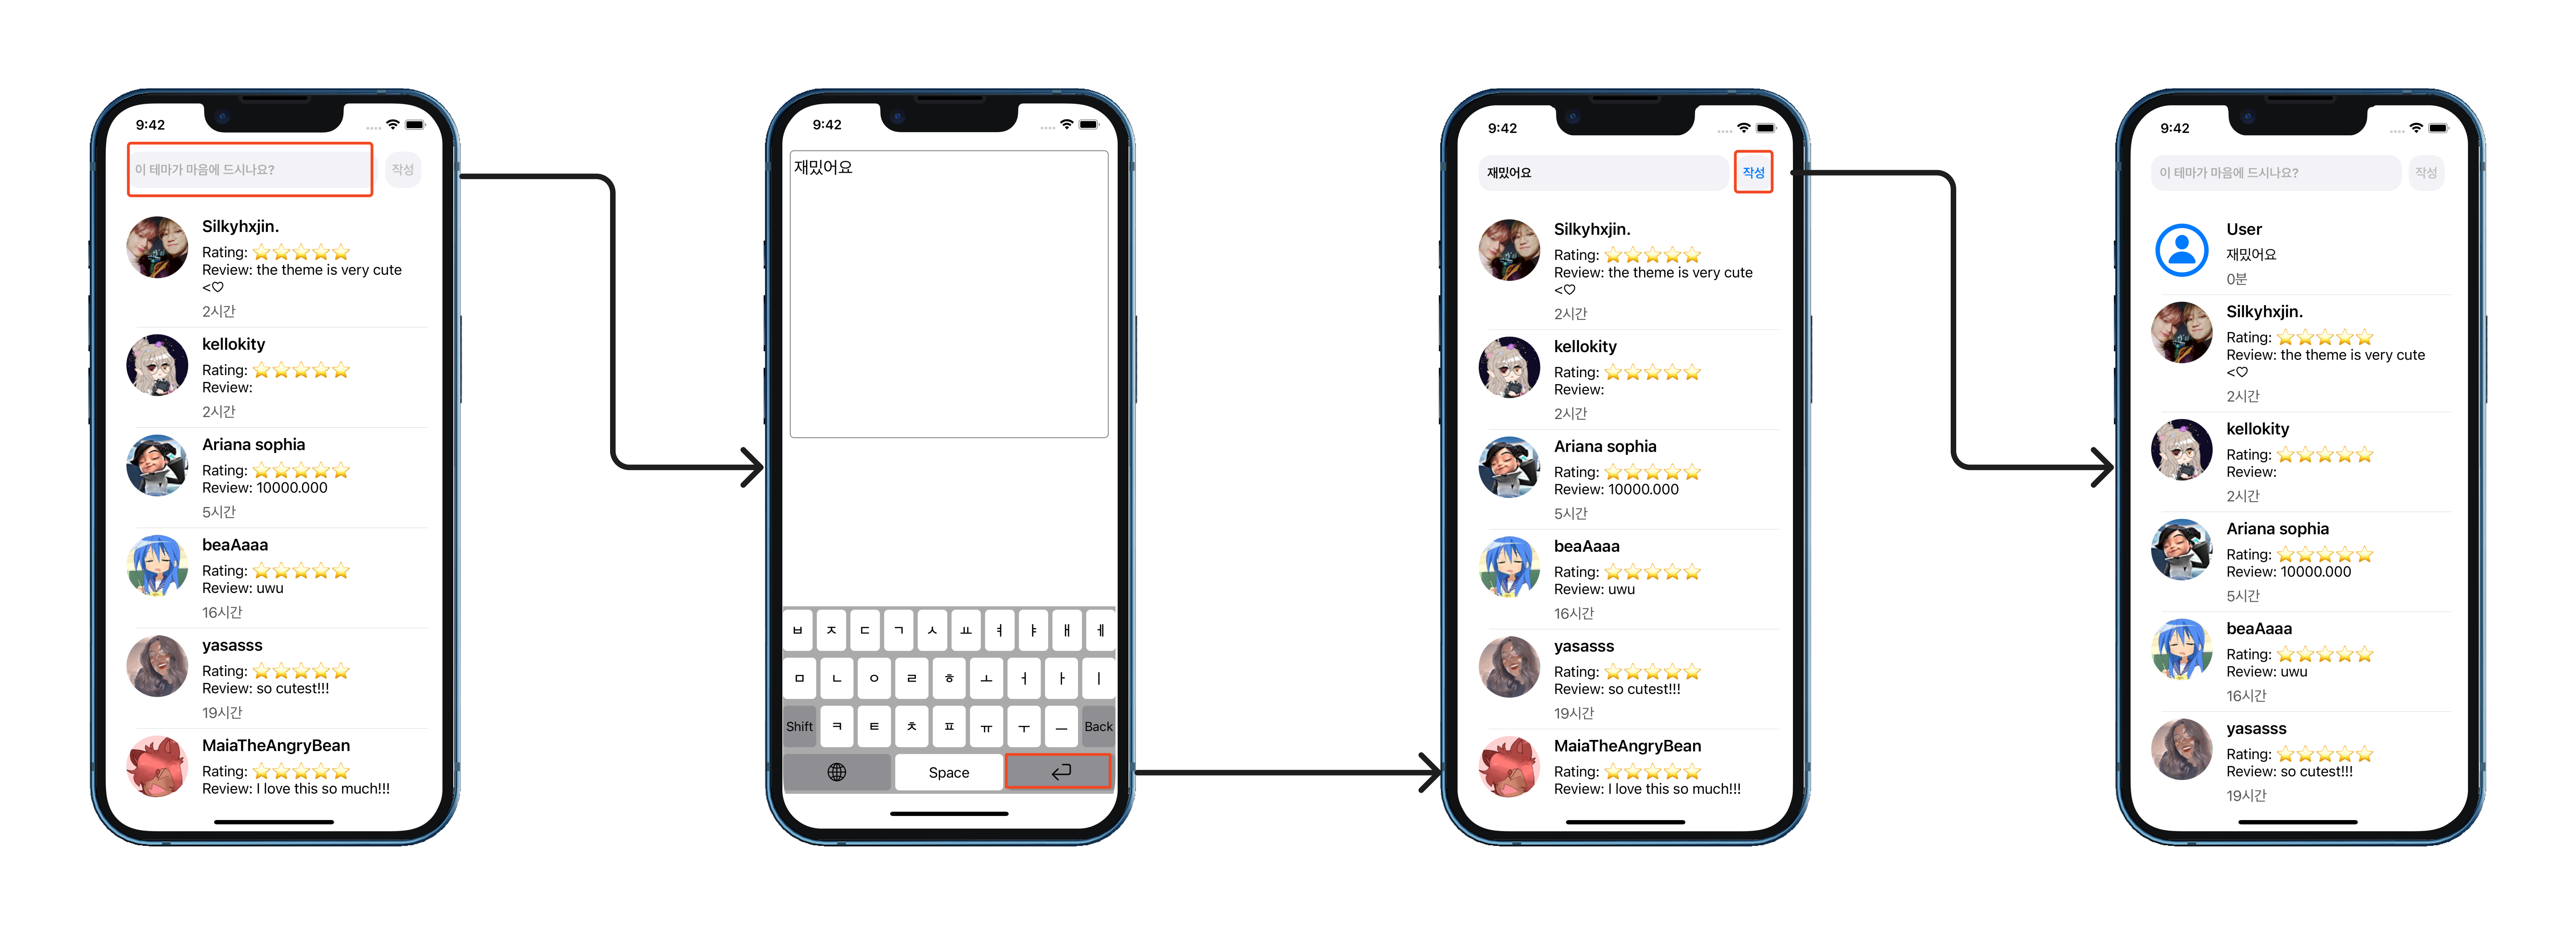 9:42
이 테마가 마음에 드시나요?
작성
Silkyhxjin.
Rating: ⭐⭐⭐⭐⭐
Review: the theme is very cute
<♡
2시간
kellokity
Rating: ⭐⭐⭐⭐⭐
Review:
2시간
Ariana sophia
Rating: ⭐⭐⭐⭐⭐
Review: 10000.000
5시간
beaAaaa
Rating: ⭐⭐⭐⭐⭐
Review: uwu
16시간
yasasss
Rating: ⭐⭐⭐⭐⭐
Review: so cutest!!!
19시간
MaiaTheAngryBean
Rating: ⭐⭐⭐⭐⭐
Review: I love this so much!!!
9:42
재밌어요
ㅂ ㅈ ㄷ ㄱ ㅅ ㅛ ㅕ ㅑ ㅐ ㅔ
ㅁ ㄴ ㅇ ㄹ ㅎ ㅗ ㅓ ㅏ ㅣ
Shift ㅋ ㅌ ㅊ ㅍ ㅠ ㅜ ㅡ Back
Space
9:42
재밌어요
작성
Silkyhxjin.
Rating: ⭐⭐⭐⭐⭐
Review: the theme is very cute
<♡
2시간
kellokity
Rating: ⭐⭐⭐⭐⭐
Review:
2시간
Ariana sophia
Rating: ⭐⭐⭐⭐⭐
Review: 10000.000
5시간
beaAaaa
Rating: ⭐⭐⭐⭐⭐
Review: uwu
16시간
yasasss
Rating: ⭐⭐⭐⭐⭐
Review: so cutest!!!
19시간
MaiaTheAngryBean
Rating: ⭐⭐⭐⭐⭐
Review: I love this so much!!!
9:42
이 테마가 마음에 드시나요?
작성
User
재밌어요
0분
Silkyhxjin.
Rating: ⭐⭐⭐⭐⭐
Review: the theme is very cute
<♡
2시간
kellokity
Rating: ⭐⭐⭐⭐⭐
Review:
2시간
Ariana sophia
Rating: ⭐⭐⭐⭐⭐
Review: 10000.000
5시간
beaAaaa
Rating: ⭐⭐⭐⭐⭐
Review: uwu
16시간
yasasss
Rating: ⭐⭐⭐⭐⭐
Review: so cutest!!!
19시간